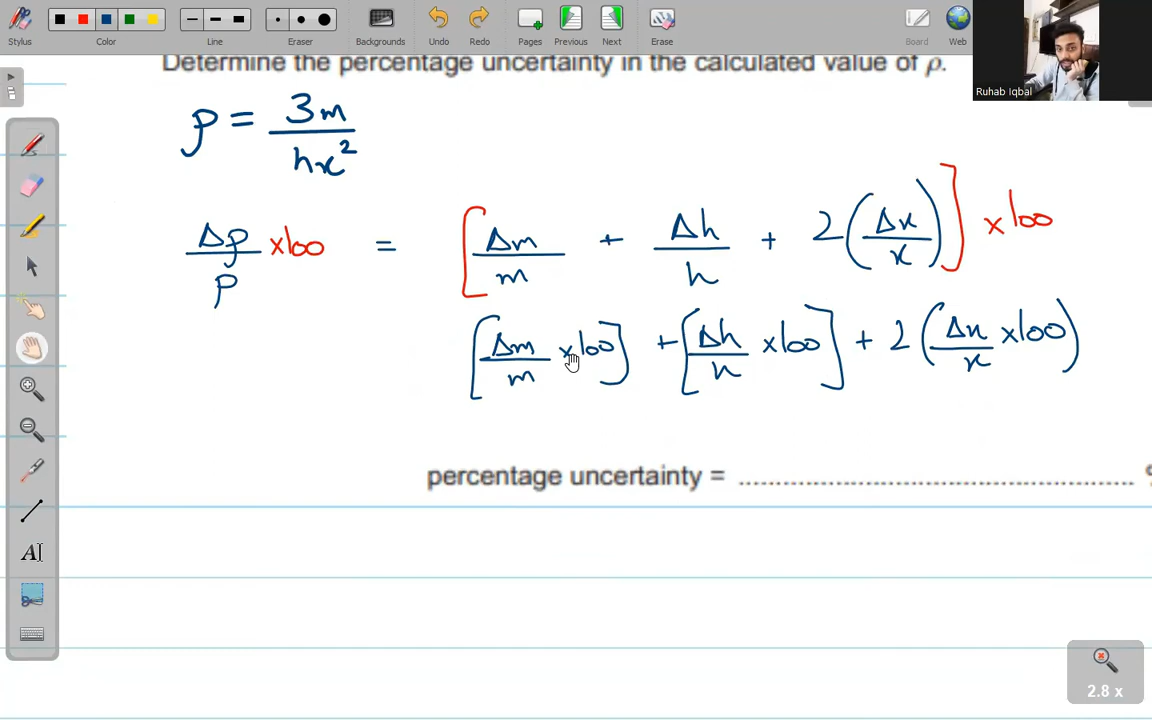 Stylus Color Line Eraser Backgrounds Undo Redo Pages Previous Next Erase Board Web
Ruhab Iqbal
Determine the percentage uncertainty in the calculated value of ρ.
ρ = 3m / hx²
Δρ/ρ ×100 = [Δm/m + Δh/h + 2(Δx/x)] ×100
[Δm/m ×100] + [Δh/h ×100] + 2(Δx/x ×100)
percentage uncertainty = ........................................................
AI
2.8 x